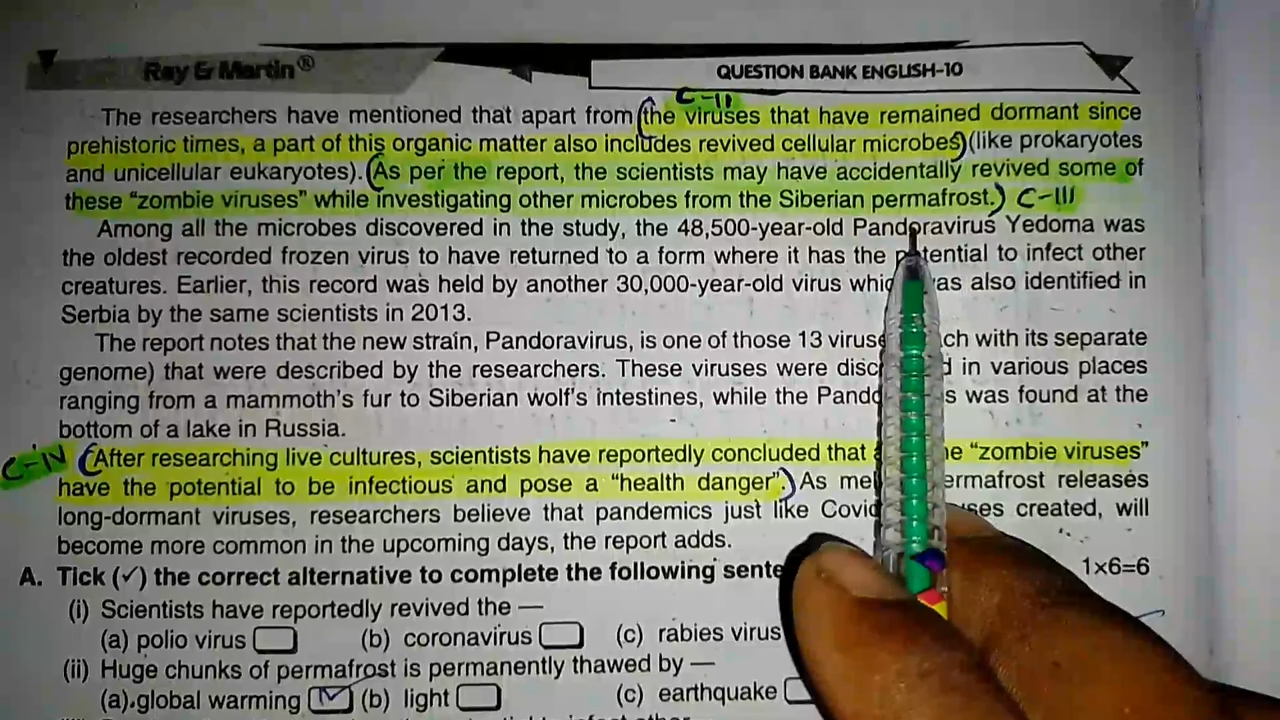 Ray & Martin®
QUESTION BANK ENGLISH-10
C-II
The researchers have mentioned that apart from (the viruses that have remained dormant since
prehistoric times, a part of this organic matter also includes revived cellular microbes) (like prokaryotes
and unicellular eukaryotes). (As per the report, the scientists may have accidentally revived some of
these “zombie viruses” while investigating other microbes from the Siberian permafrost.) C-III
Among all the microbes discovered in the study, the 48,500-year-old Pandoravirus Yedoma was
the oldest recorded frozen virus to have returned to a form where it has the potential to infect other
creatures. Earlier, this record was held by another 30,000-year-old virus was also identified in
Serbia by the same scientists in 2013.
The report notes that the new strain, Pandoravirus, is one of those 13 with its separate
genome) that were described by the researchers. These viruses were in various places
ranging from a mammoth's fur to Siberian wolf's intestines, while the was found at the
bottom of a lake in Russia.
C-IV (After researching live cultures, scientists have reportedly concluded that “zombie viruses”
have the potential to be infectious and pose a “health danger”.) As releases
long-dormant viruses, researchers believe that pandemics just like created, will
become more common in the upcoming days, the report adds.
A. Tick (✓) the correct alternative to complete the following 1×6=6
(i) Scientists have reportedly revived the —
(a) polio virus (b) coronavirus (c) rabies virus
(ii) Huge chunks of permafrost is permanently thawed by —
(a) global warming ✓ (b) light (c) earthquake